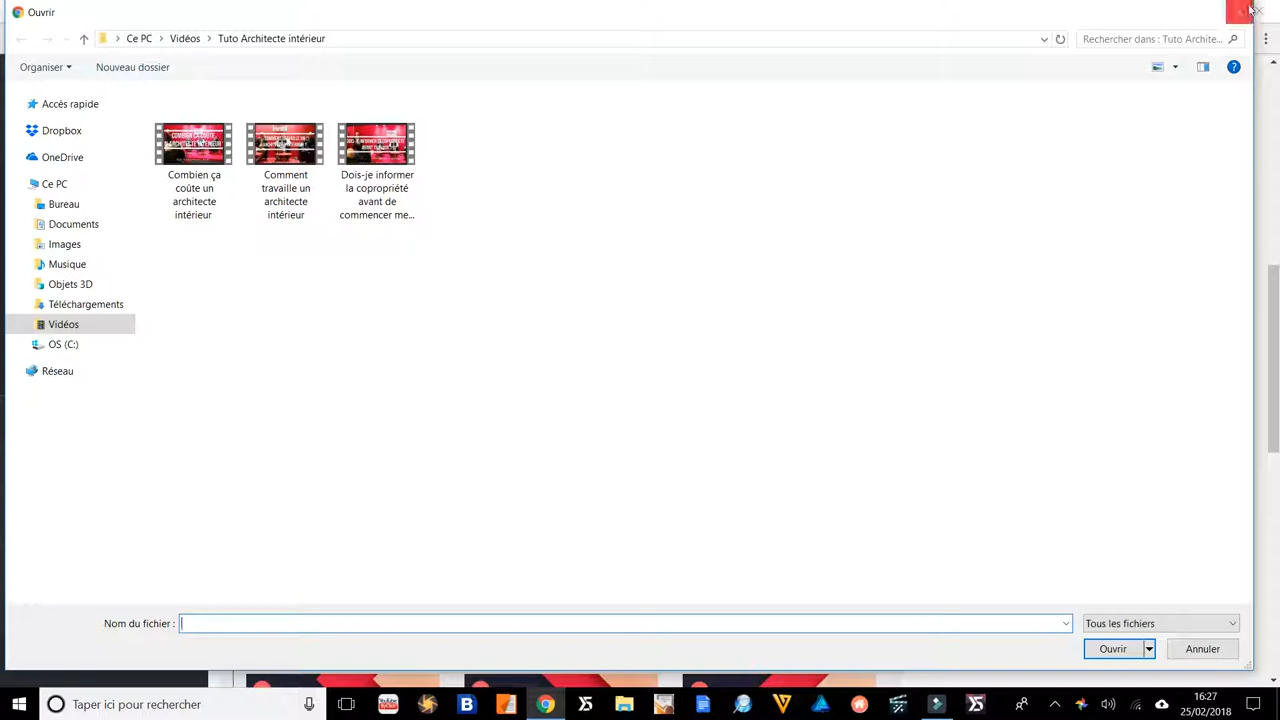 Ouvrir
Ce PC > Vidéos > Tuto Architecte intérieur
Rechercher dans : Tuto Archite...
Organiser
Nouveau dossier
Accès rapide
Dropbox
OneDrive
Ce PC
Bureau
Documents
Images
Musique
Objets 3D
Téléchargements
Vidéos
OS (C:)
Réseau
Combien ça
coûte un
architecte
intérieur
Comment
travaille un
architecte
intérieur
Dois-je informer
la copropriété
avant de
commencer me...
Nom du fichier :
Tous les fichiers
Ouvrir
Annuler
Taper ici pour rechercher
16:27
25/02/2018